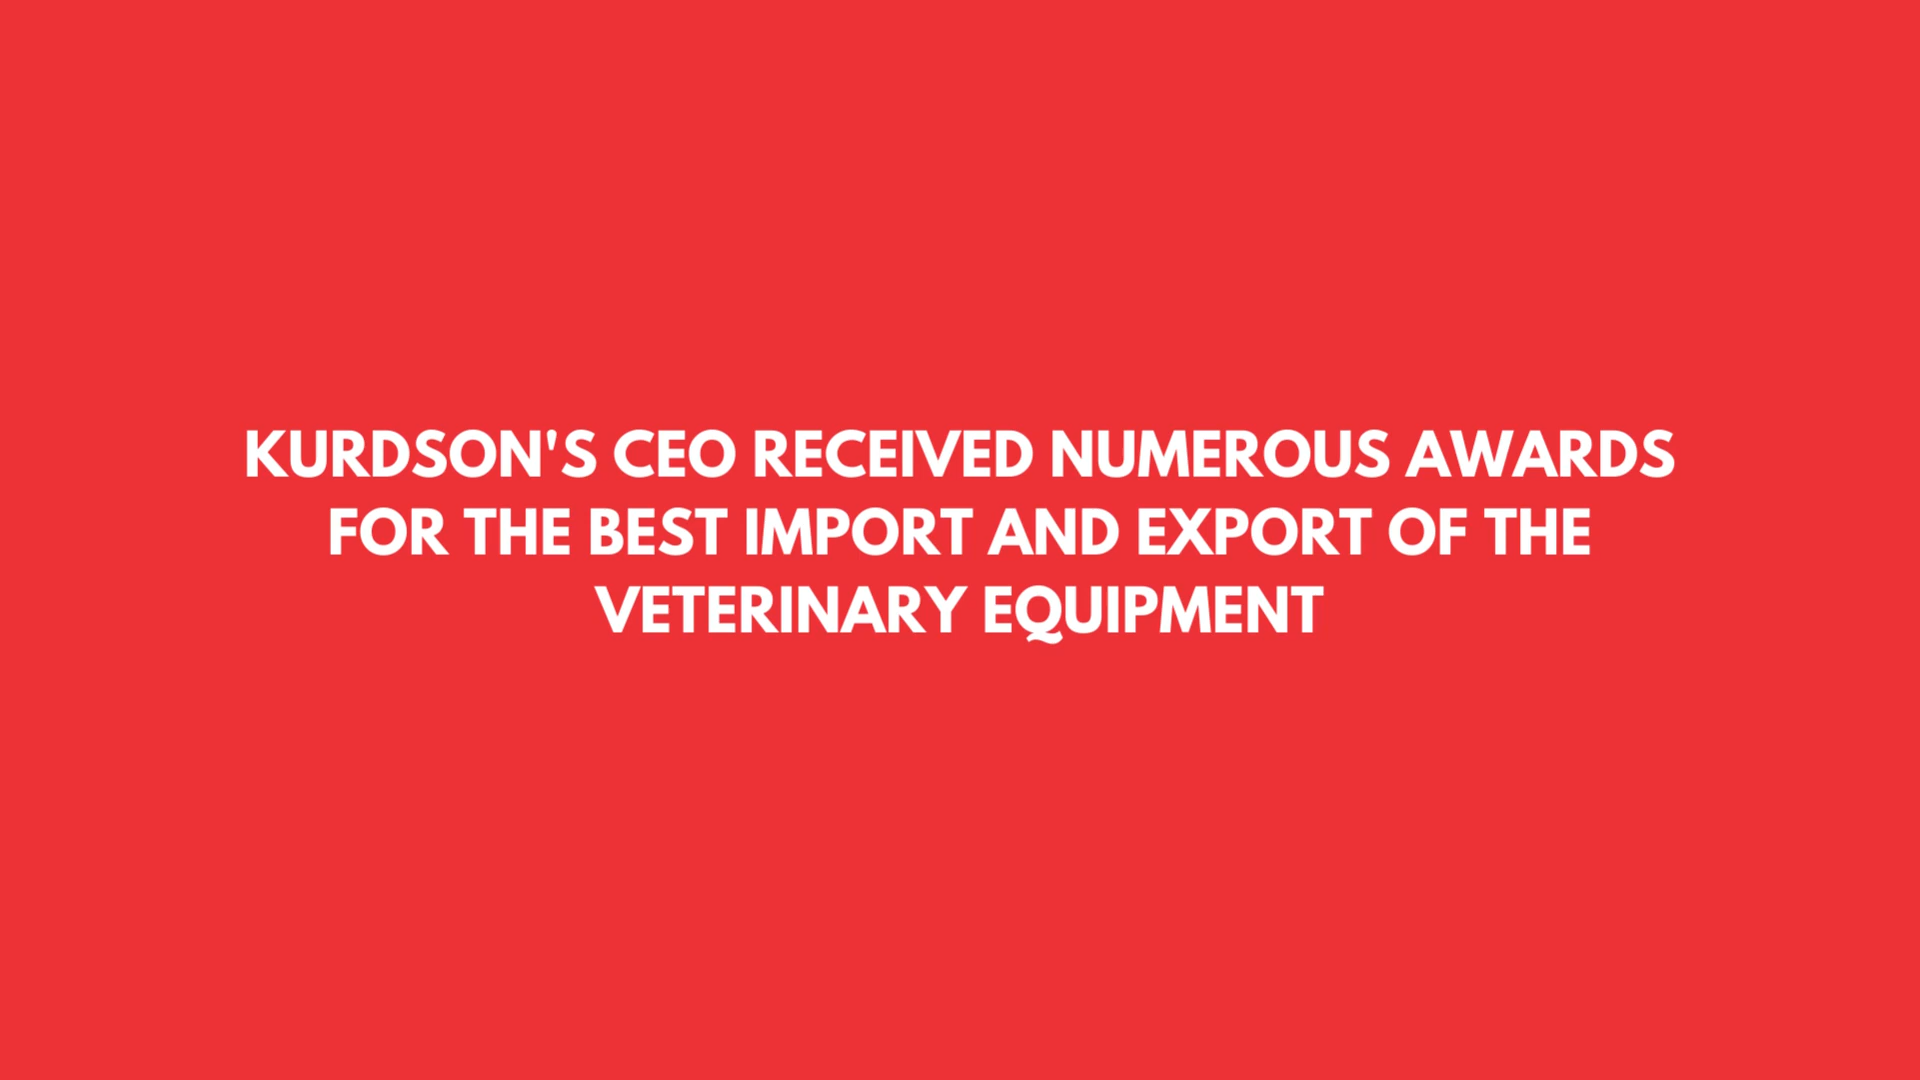 KURDSON'S CEO RECEIVED NUMEROUS AWARDS
FOR THE BEST IMPORT AND EXPORT OF THE
VETERINARY EQUIPMENT